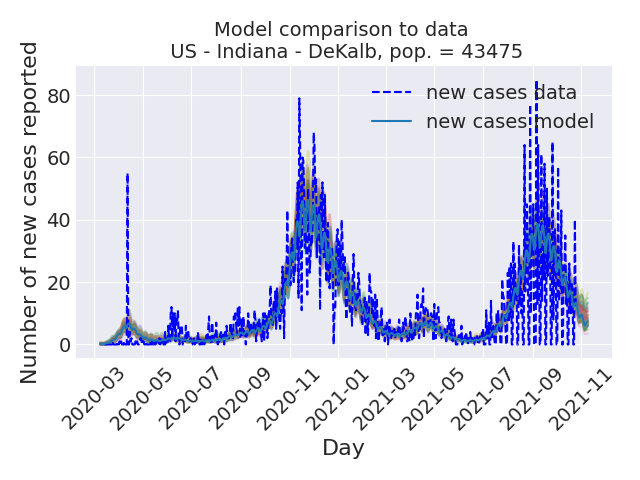 Model comparison to data
US - Indiana - DeKalb, pop. = 43475
Number of new cases reported
80
60
40
20
0
new cases data
new cases model
2020-03
2020-05
2020-07
2020-09
2020-11
2021-01
2021-03
2021-05
2021-07
2021-09
2021-11
Day